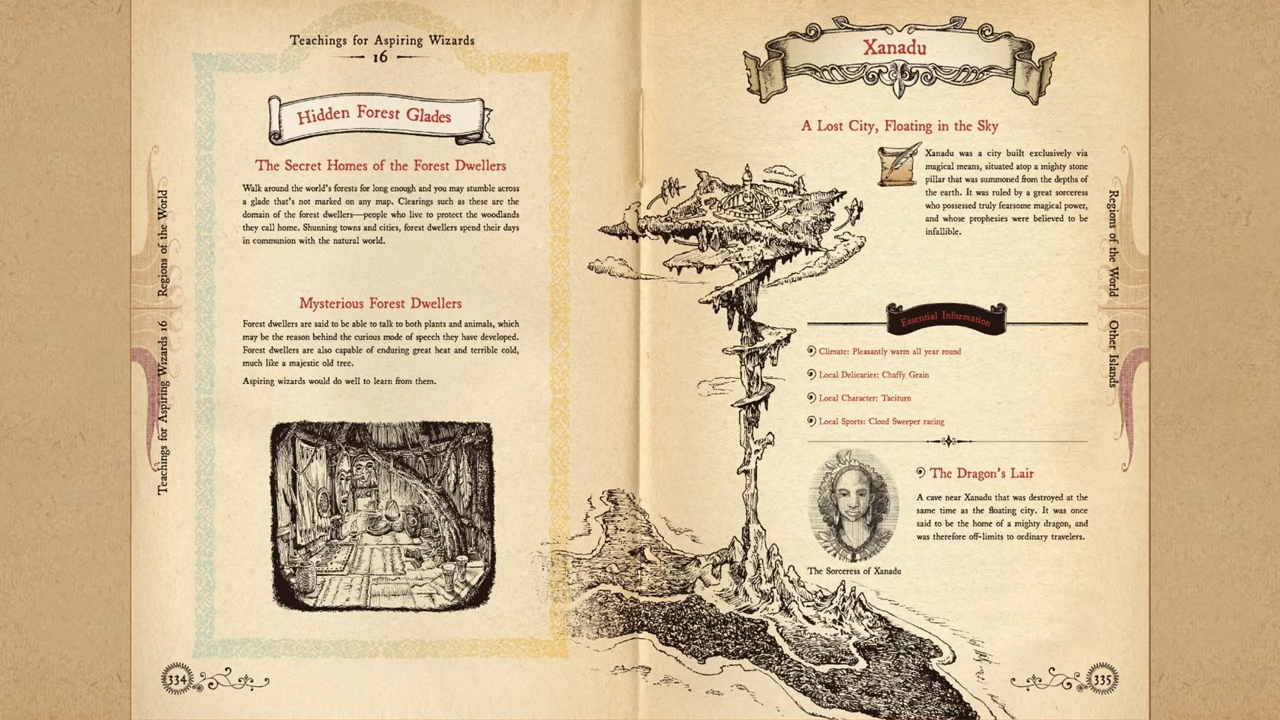 Teachings for Aspiring Wizards
16
Hidden Forest Glades
The Secret Homes of the Forest Dwellers
Walk around the world's forests for long enough and you may stumble across
a glade that's not marked on any map. Clearings such as these are the
domain of the forest dwellers—people who live to protect the woodlands
they call home. Shunning towns and cities, forest dwellers spend their days
in communion with the natural world.
Mysterious Forest Dwellers
Forest dwellers are said to be able to talk to both plants and animals, which
may be the reason behind the curious mode of speech they have developed.
Forest dwellers are also capable of enduring great heat and terrible cold,
much like a majestic old tree.
Aspiring wizards would do well to learn from them.
Regions of the World
Teachings for Aspiring Wizards 16
334
Xanadu
A Lost City, Floating in the Sky
Xanadu was a city built exclusively via
magical means, situated atop a mighty stone
pillar that was summoned from the depths of
the earth. It was ruled by a great sorceress
who possessed truly fearsome magical power,
and whose prophesies were believed to be
infallible.
Essential Information
Climate: Pleasantly warm all year round
Local Delicacies: Chaffy Grain
Local Character: Taciturn
Local Sports: Cloud Sweeper racing
The Dragon's Lair
A cave near Xanadu that was destroyed at the
same time as the floating city. It was once
said to be the home of a mighty dragon, and
was therefore off-limits to ordinary travelers.
The Sorceress of Xanadu
Regions of the World
Other Islands
335